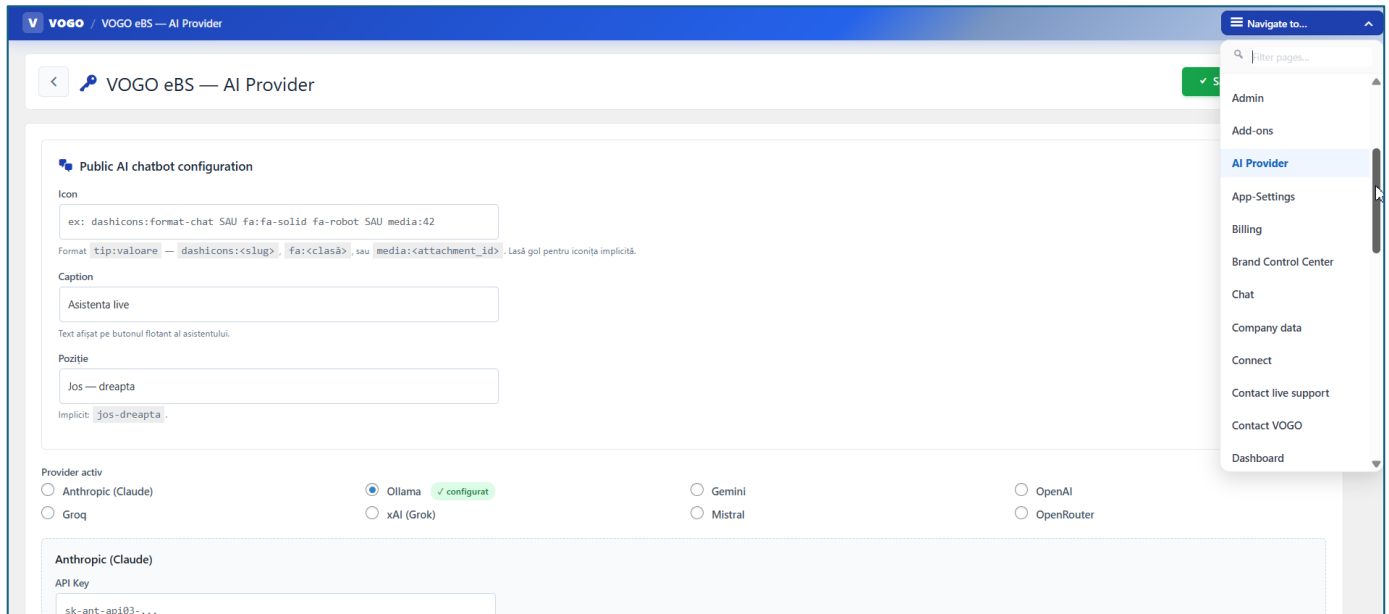 V VOGO / VOGO eBS — AI Provider
Navigate to...
VOGO eBS — AI Provider
Filter pages...
Admin
Add-ons
AI Provider
App-Settings
Billing
Brand Control Center
Chat
Company data
Connect
Contact live support
Contact VOGO
Dashboard
Public AI chatbot configuration
Icon
ex: dashicons:format-chat SAU fa:fa-solid fa-robot SAU media:42
Format tip:valoare — dashicons:<slug>, fa:<clasă>, sau media:<attachment_id>. Lasă gol pentru iconița implicită.
Caption
Asistenta live
Text afișat pe butonul flotant al asistentului.
Poziție
Jos — dreapta
Implicit: jos-dreapta.
Provider activ
Anthropic (Claude) Ollama ✓ configurat Gemini OpenAI
Groq xAI (Grok) Mistral OpenRouter
Anthropic (Claude)
API Key
sk-ant-api03-...